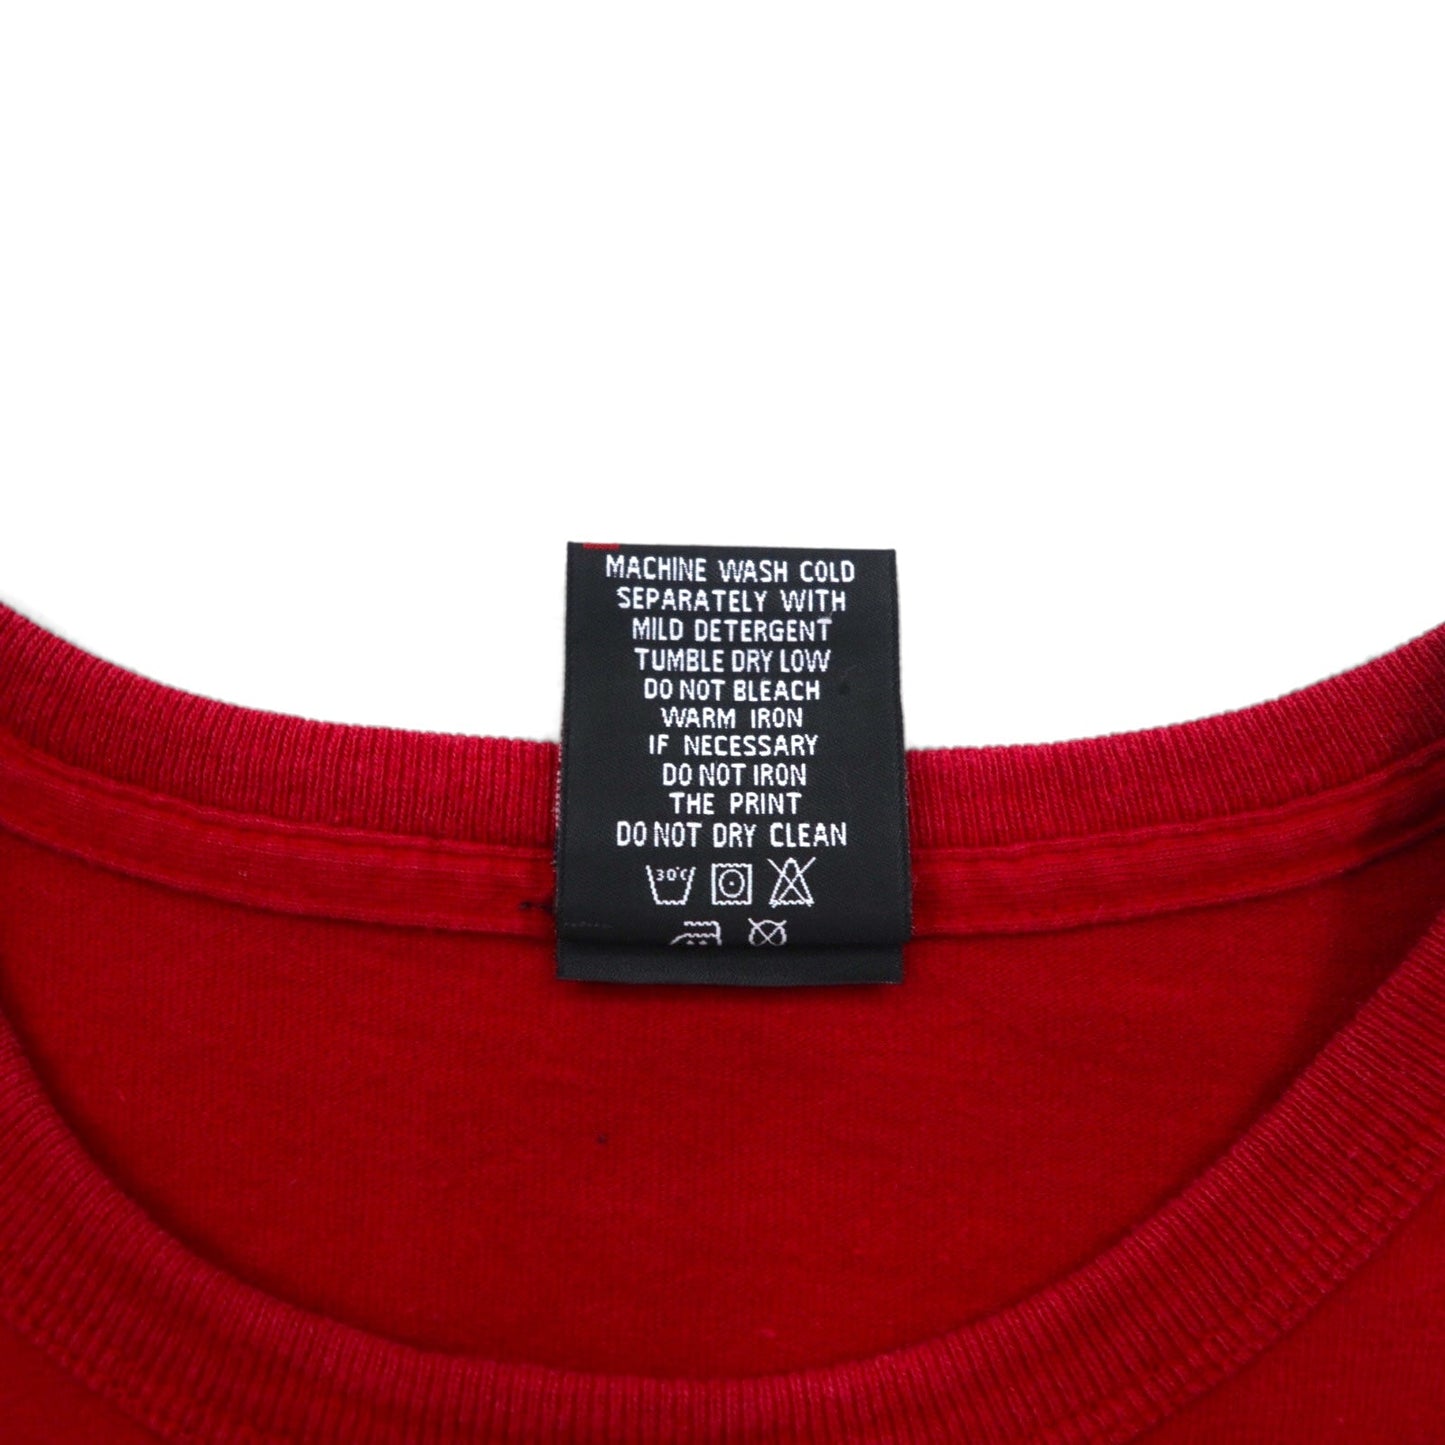 MACHINE WASH COLD
SEPARATELY WITH
MILD DETERGENT
TUMBLE DRY LOW
DO NOT BLEACH
WARM IRON
IF NECESSARY
DO NOT IRON
THE PRINT
DO NOT DRY CLEAN
30°C